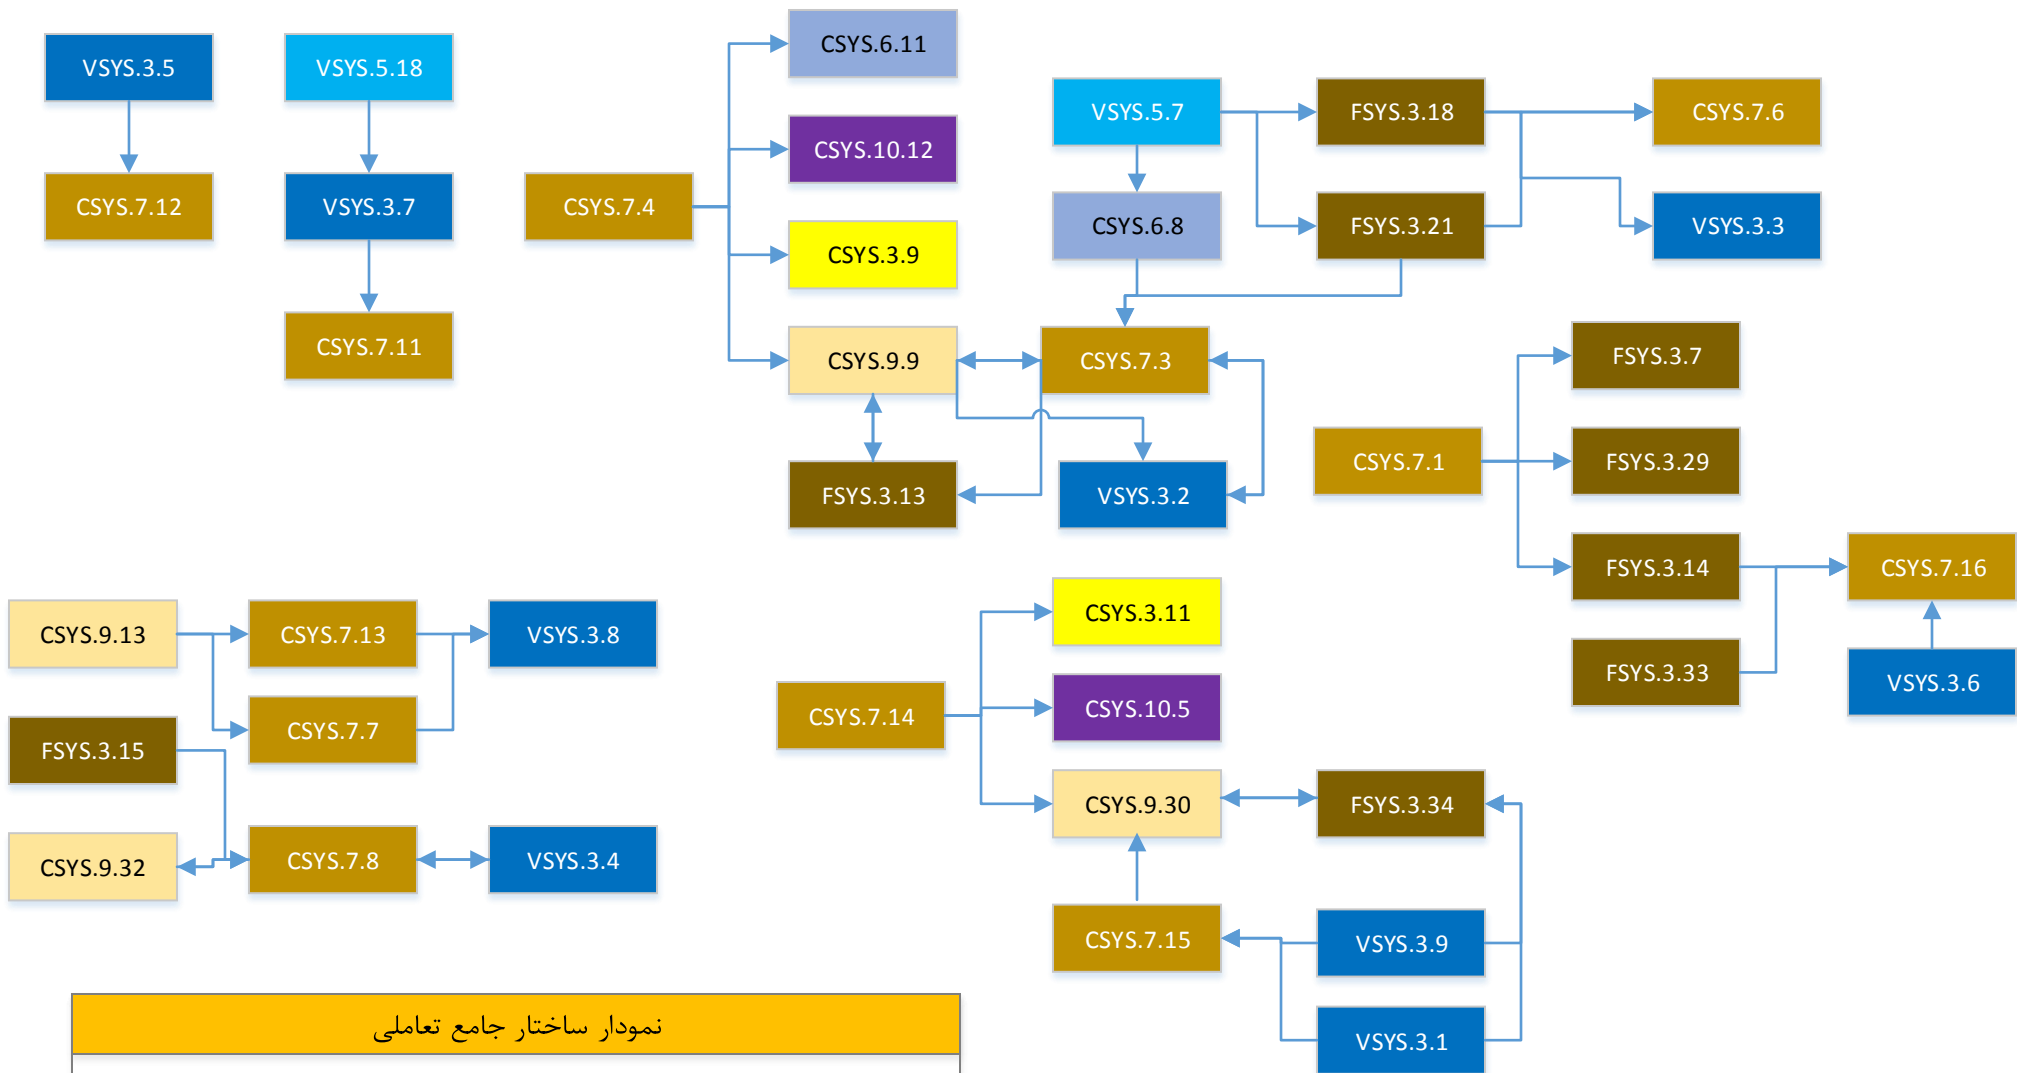 VSYS.3.5
VSYS.5.18
CSYS.6.11
VSYS.5.7
FSYS.3.18
CSYS.7.6
CSYS.10.12
CSYS.7.12
VSYS.3.7
CSYS.7.4
CSYS.6.8
FSYS.3.21
VSYS.3.3
CSYS.3.9
CSYS.7.11
CSYS.9.9
CSYS.7.3
FSYS.3.7
CSYS.7.1
FSYS.3.29
FSYS.3.13
VSYS.3.2
FSYS.3.14
CSYS.7.16
CSYS.9.13
CSYS.7.13
VSYS.3.8
CSYS.3.11
FSYS.3.33
VSYS.3.6
CSYS.7.14
CSYS.10.5
CSYS.7.7
FSYS.3.15
CSYS.9.30
FSYS.3.34
CSYS.9.32
CSYS.7.8
VSYS.3.4
CSYS.7.15
VSYS.3.9
نمودار ساختار جامع تعاملی
VSYS.3.1